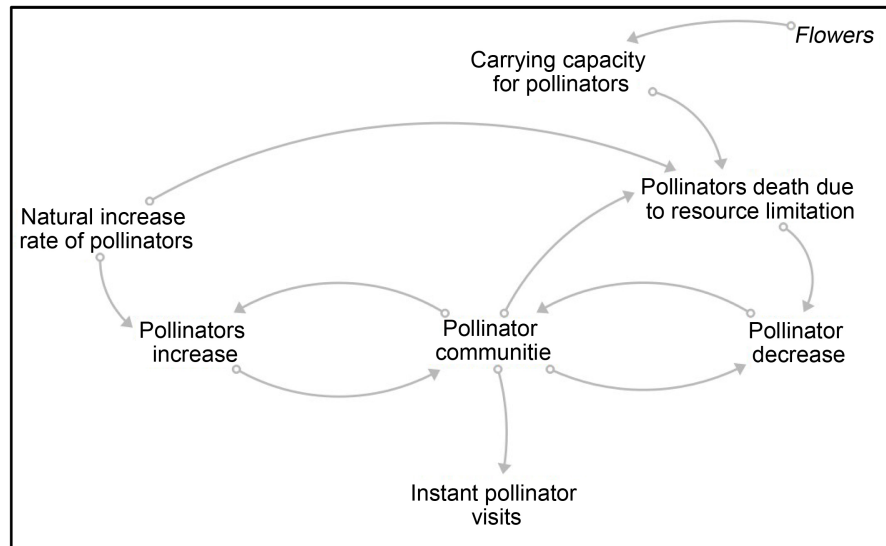 Flowers
Carrying capacity
for pollinators
Pollinators death due
to resource limitation
Natural increase
rate of pollinators
Pollinators
increase
Pollinator
communitie
Pollinator
decrease
Instant pollinator
visits